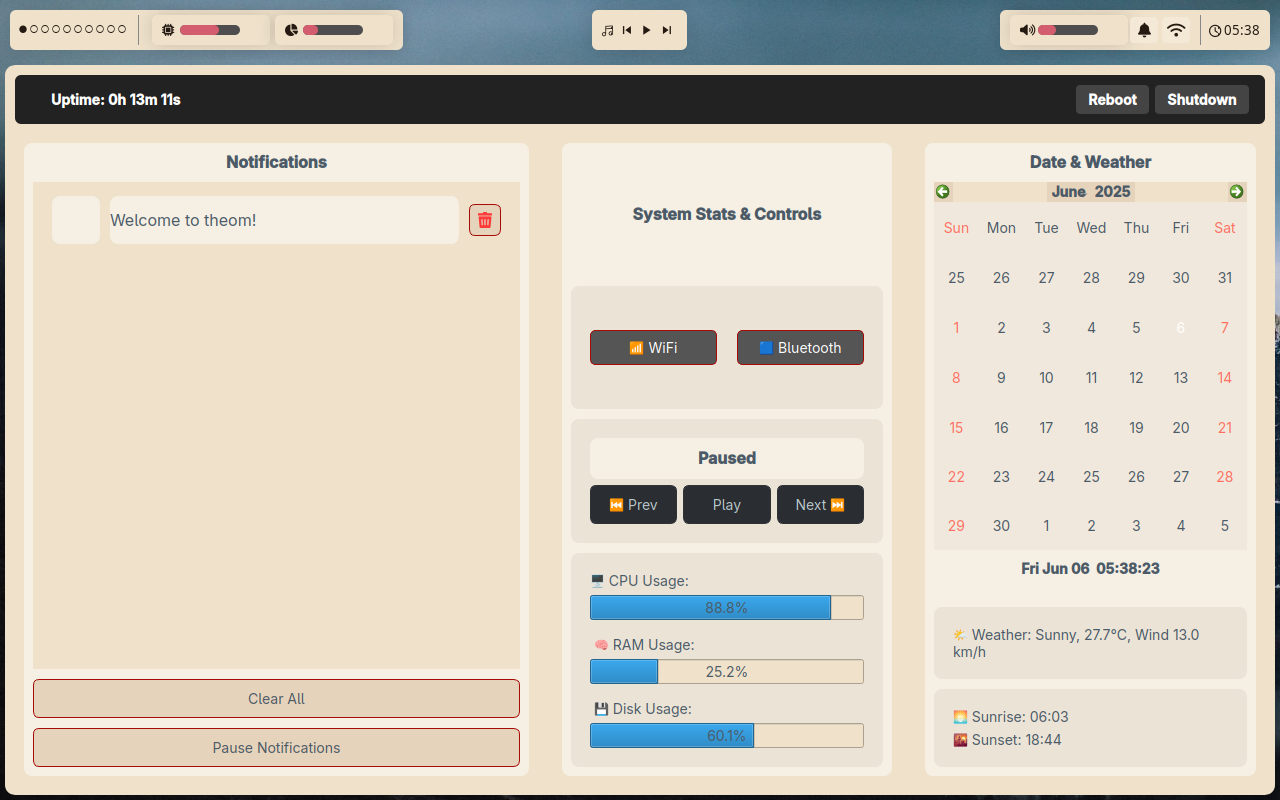 05:38
Uptime: 0h 13m 11s
Reboot
Shutdown
Notifications
Welcome to theom!
Clear All
Pause Notifications
System Stats & Controls
WiFi
Bluetooth
Paused
Prev
Play
Next
CPU Usage:
88.8%
RAM Usage:
25.2%
Disk Usage:
60.1%
Date & Weather
June 2025
Sun Mon Tue Wed Thu Fri Sat
25 26 27 28 29 30 31
1 2 3 4 5 6 7
8 9 10 11 12 13 14
15 16 17 18 19 20 21
22 23 24 25 26 27 28
29 30 1 2 3 4 5
Fri Jun 06 05:38:23
Weather: Sunny, 27.7°C, Wind 13.0
km/h
Sunrise: 06:03
Sunset: 18:44